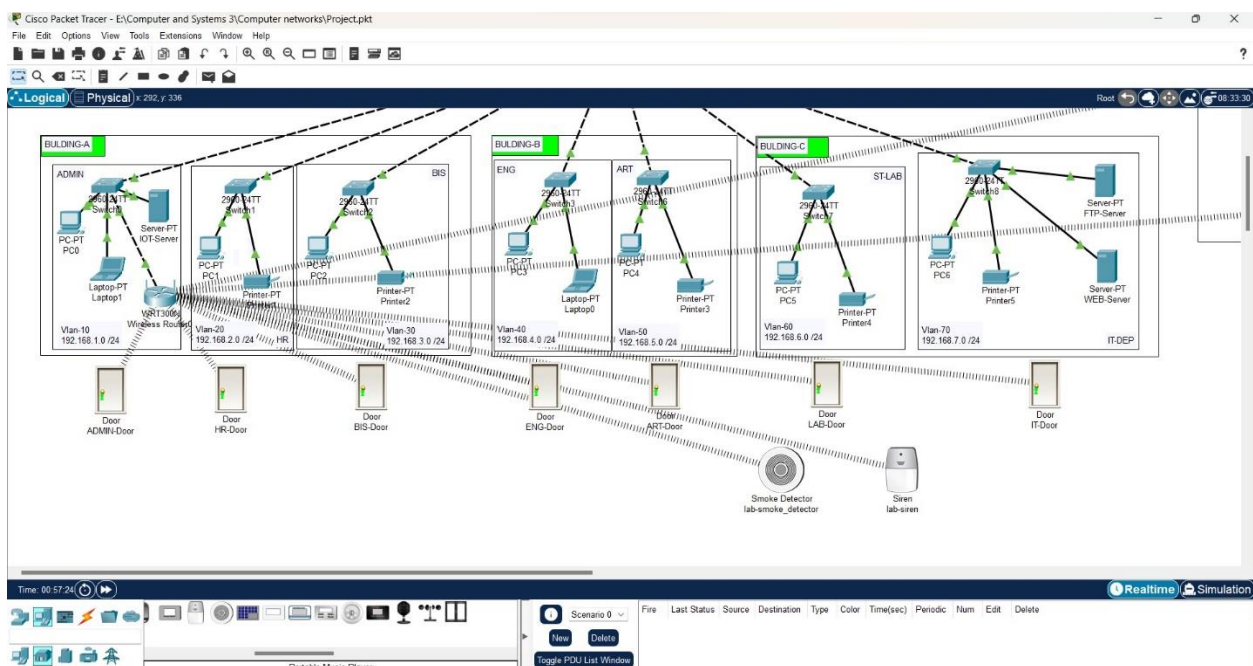 Cisco Packet Tracer - E:\Computer and Systems 3\Computer networks\Project.pkt
File Edit Options View Tools Extensions Window Help
?
Logical Physical x: 292, y: 336
Root 08:33:30
BULDING-A
ADMIN
2960-24TT
Switch0
PC-PT
PC0
Server-PT
IOT-Server
Laptop-PT
Laptop1
WRT300N
Wireless Router0
Vlan-10
192.168.1.0 /24
2960-24TT
Switch1
PC-PT
PC1
Printer-PT
Vlan-20
192.168.2.0 /24
HR
BIS
2960-24TT
Switch2
PC-PT
PC2
Printer-PT
Printer2
Vlan-30
192.168.3.0 /24
BULDING-B
ENG
2960-24TT
Switch3
PC-PT
PC3
Laptop-PT
Laptop0
Vlan-40
192.168.4.0 /24
ART
2960-24TT
Switch6
PC-PT
PC4
Printer-PT
Printer3
Vlan-50
192.168.5.0 /24
BULDING-C
ST-LAB
2960-24TT
Switch7
PC-PT
PC5
Printer-PT
Printer4
Vlan-60
192.168.6.0 /24
2960-24TT
Switch8
Server-PT
FTP-Server
PC-PT
PC6
Printer-PT
Printer5
Server-PT
WEB-Server
Vlan-70
192.168.7.0 /24
IT-DEP
Door
ADMIN-Door
Door
HR-Door
Door
BIS-Door
Door
ENG-Door
Door
ART-Door
Door
LAB-Door
Door
IT-Door
Smoke Detector
lab-smoke_detector
Siren
lab-siren
Time: 00:57:24
Realtime Simulation
Scenario 0
New Delete
Toggle PDU List Window
Fire Last Status Source Destination Type Color Time(sec) Periodic Num Edit Delete
Portable Music Player